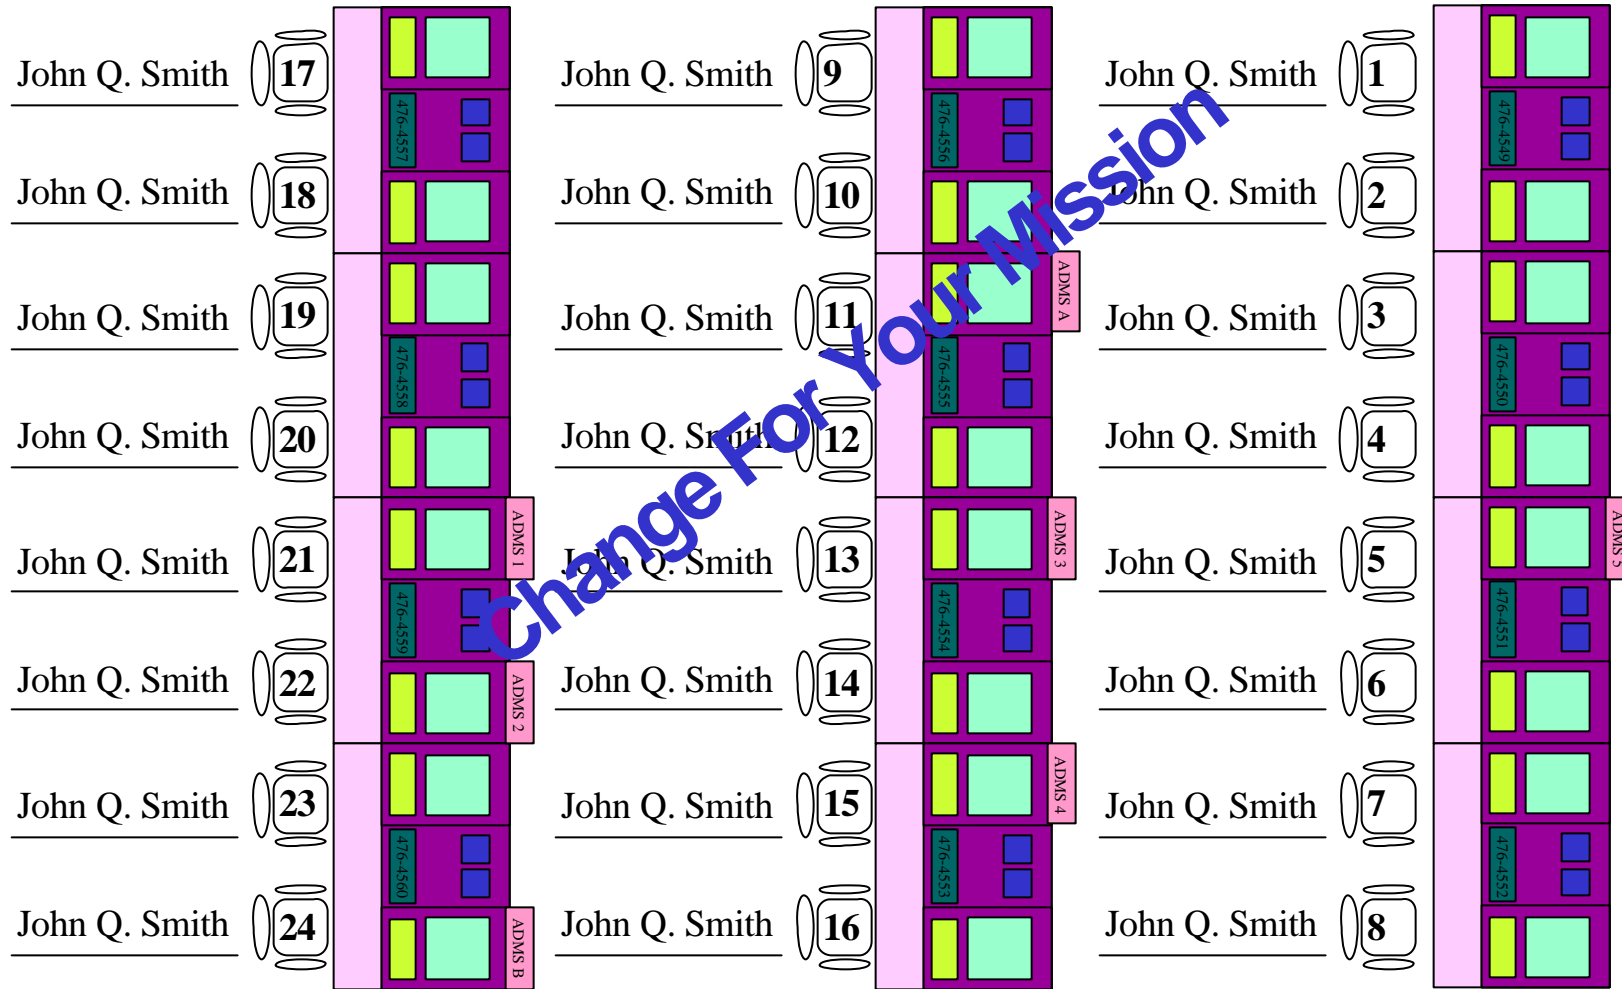 John Q. Smith 17 John Q. Smith 9 John Q. Smith 1
476-4557 476-4556 476-4549
John Q. Smith 18 John Q. Smith 10 John Q. Smith 2
ADMS A
John Q. Smith 19 John Q. Smith 11 John Q. Smith 3
476-4558 476-4555 476-4550
John Q. Smith 20 John Q. Smith 12 John Q. Smith 4
ADMS 1 ADMS 3 ADMS 5
John Q. Smith 21 John Q. Smith 13 John Q. Smith 5
476-4559 476-4554 476-4551
John Q. Smith 22 John Q. Smith 14 John Q. Smith 6
ADMS 2
John Q. Smith 23 John Q. Smith 15 John Q. Smith 7
ADMS 4
476-4560 476-4553 476-4552
John Q. Smith 24 John Q. Smith 16 John Q. Smith 8
ADMS B
Change For Your Mission